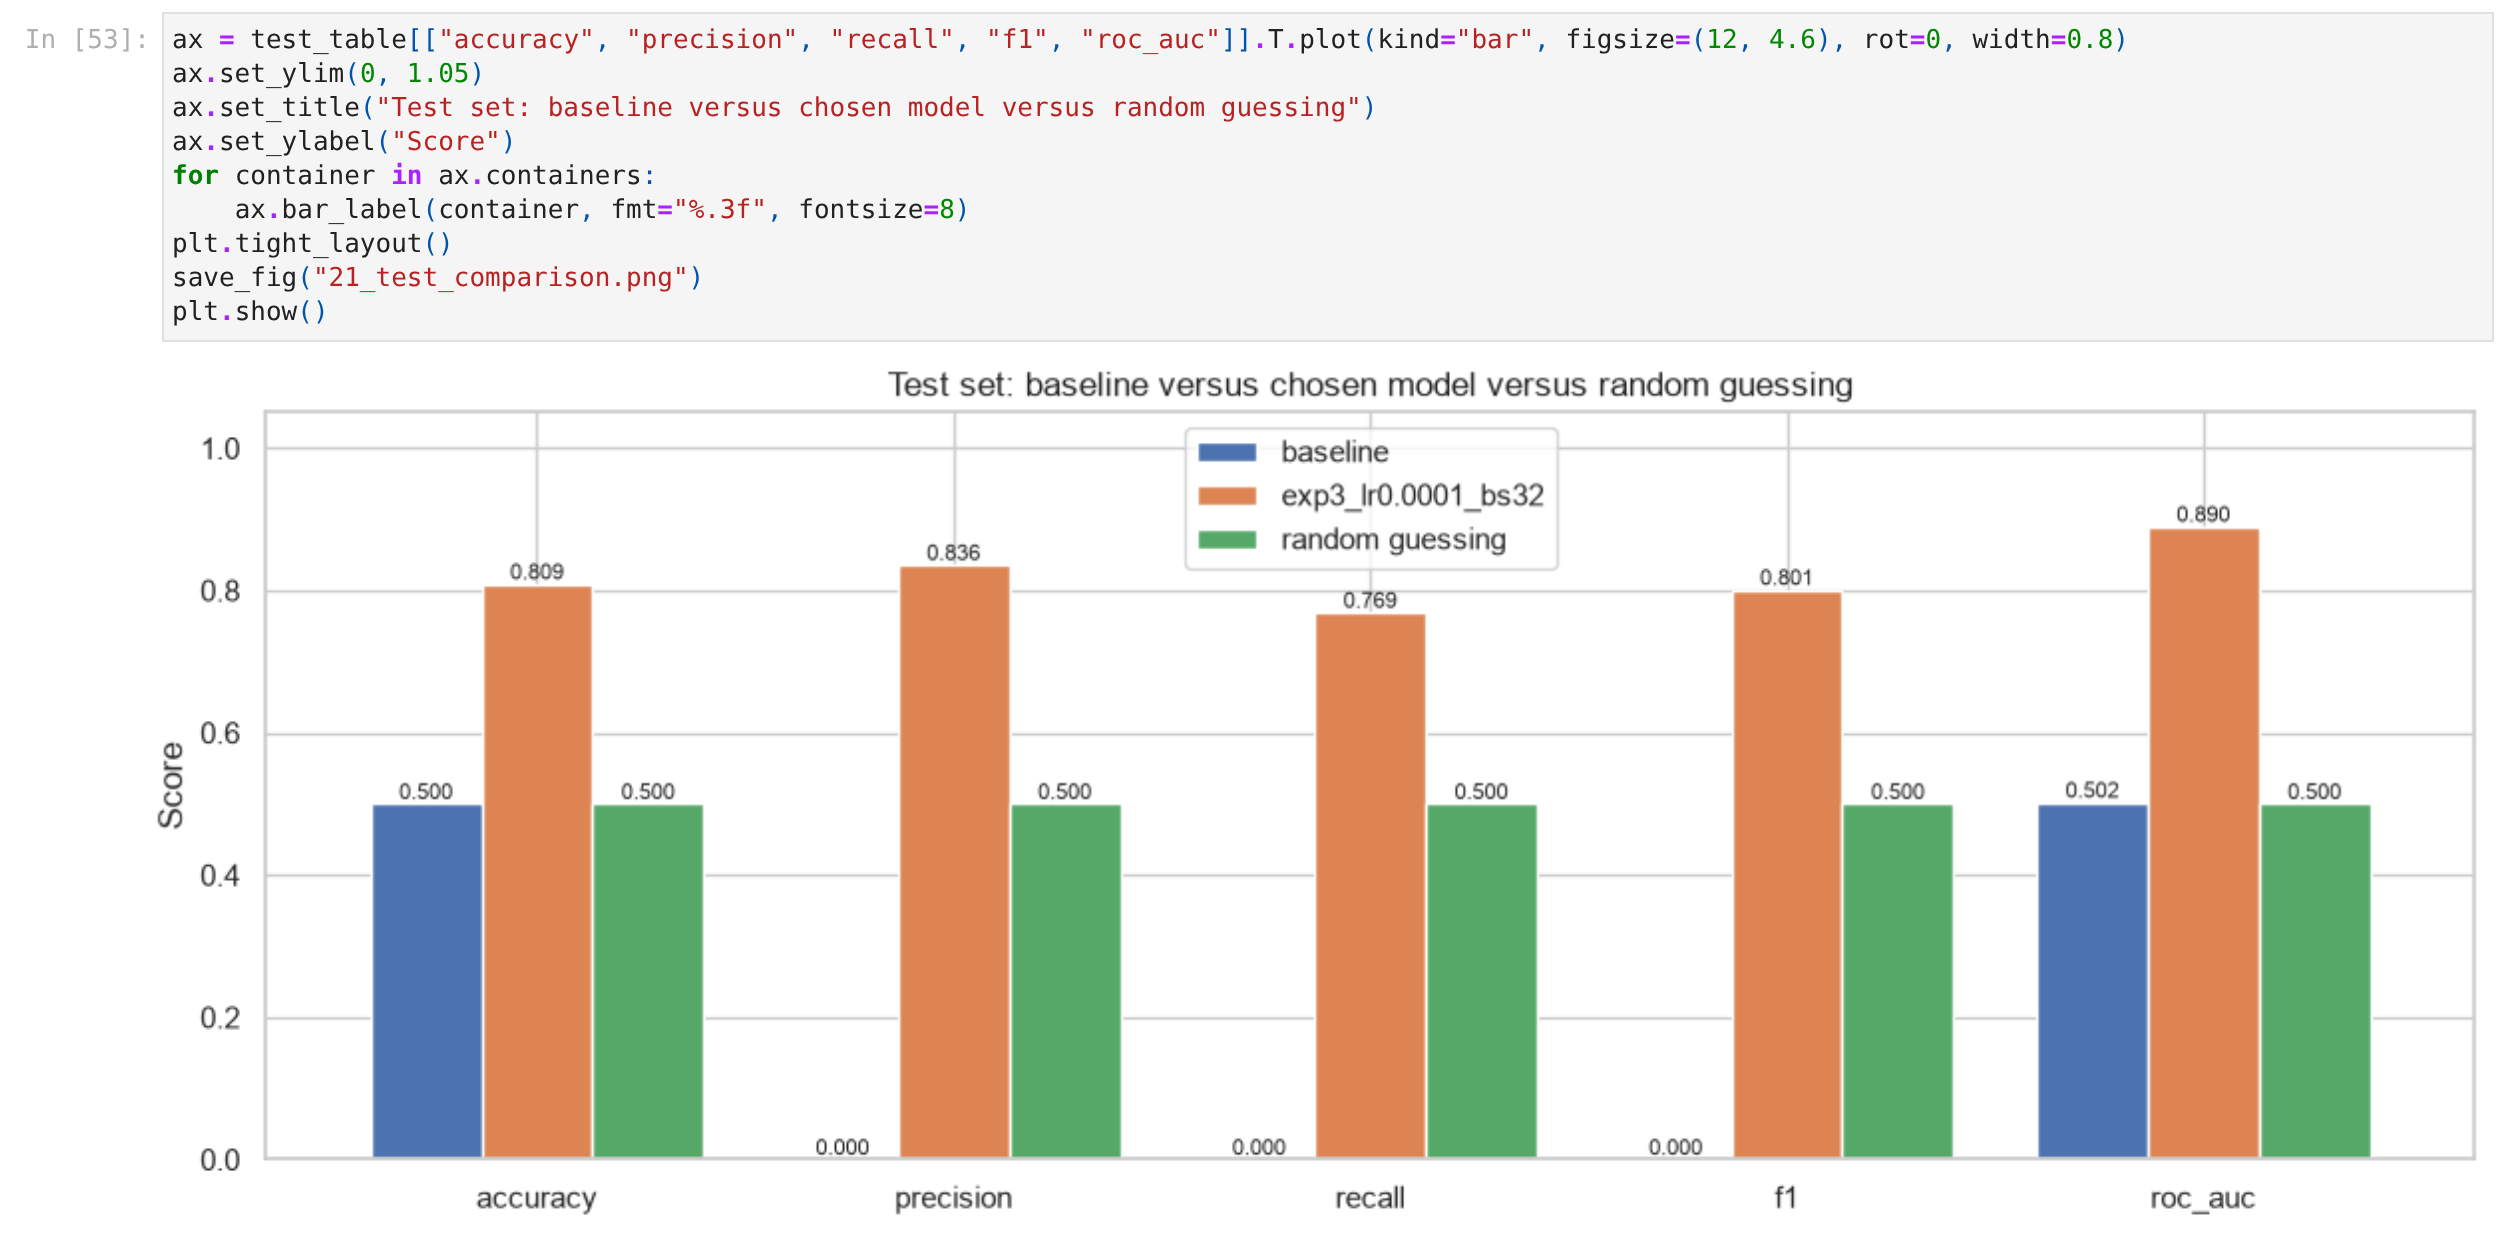 In [53]:
ax = test_table[["accuracy", "precision", "recall", "f1", "roc_auc"]].T.plot(kind="bar", figsize=(12, 4.6), rot=0, width=0.8)
ax.set_ylim(0, 1.05)
ax.set_title("Test set: baseline versus chosen model versus random guessing")
ax.set_ylabel("Score")
for container in ax.containers:
    ax.bar_label(container, fmt="%.3f", fontsize=8)
plt.tight_layout()
save_fig("21_test_comparison.png")
plt.show()
Test set: baseline versus chosen model versus random guessing
baseline
exp3_lr0.0001_bs32
random guessing
Score
1.0
0.8
0.6
0.4
0.2
0.0
0.500 0.809 0.500
0.000 0.836 0.500
0.000 0.769 0.500
0.000 0.801 0.500
0.502 0.890 0.500
accuracy precision recall f1 roc_auc